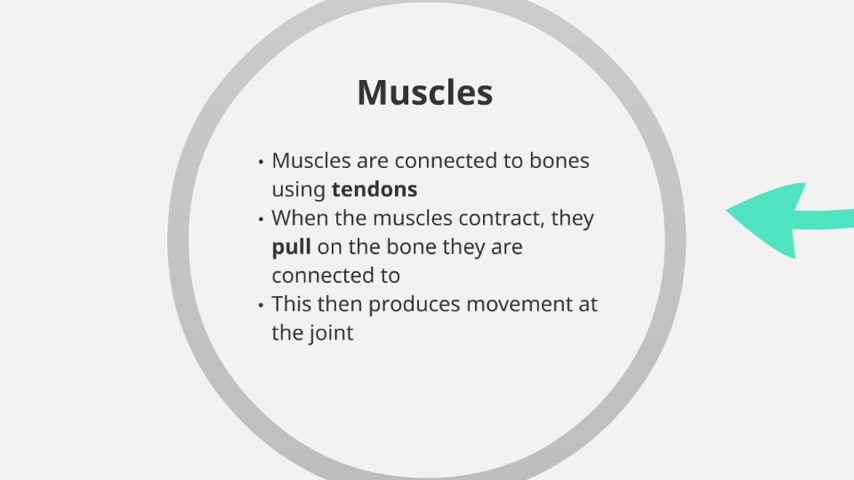 Muscles
• Muscles are connected to bones
using tendons
• When the muscles contract, they
pull on the bone they are
connected to
• This then produces movement at
the joint